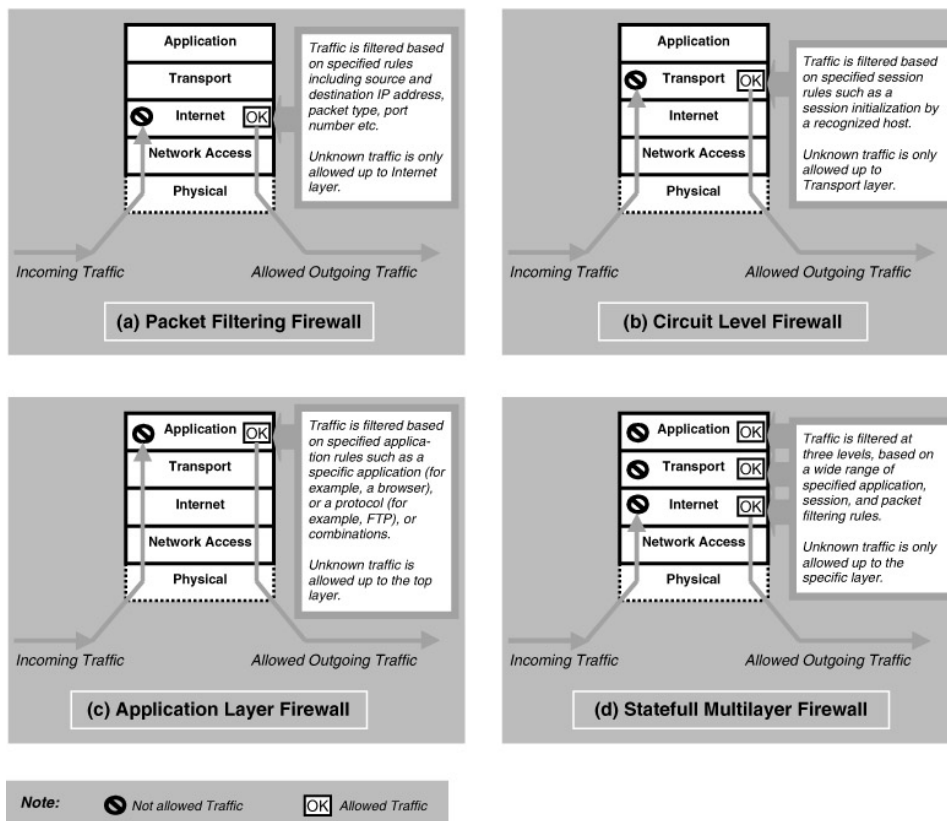 Application
Transport
Internet
OK
Network Access
Physical
Traffic is filtered based
on specified rules
including source and
destination IP address,
packet type, port
number etc.
Unknown traffic is only
allowed up to Internet
layer.
Incoming Traffic
Allowed Outgoing Traffic
(a) Packet Filtering Firewall
Application
Transport
OK
Internet
Network Access
Physical
Traffic is filtered based
on specified session
rules such as a
session initialization by
a recognized host.
Unknown traffic is only
allowed up to
Transport layer.
Incoming Traffic
Allowed Outgoing Traffic
(b) Circuit Level Firewall
Application
OK
Transport
Internet
Network Access
Physical
Traffic is filtered based
on specified applica-
tion rules such as a
specific application (for
example, a browser),
or a protocol (for
example, FTP), or
combinations.
Unknown traffic is
allowed up to the top
layer.
Incoming Traffic
Allowed Outgoing Traffic
(c) Application Layer Firewall
Application
OK
Transport
OK
Internet
OK
Network Access
Physical
Traffic is filtered at
three levels, based on
a wide range of
specified application,
session, and packet
filtering rules.
Unknown traffic is only
allowed up to the
specific layer.
Incoming Traffic
Allowed Outgoing Traffic
(d) Statefull Multilayer Firewall
Note:
Not allowed Traffic
OK
Allowed Traffic